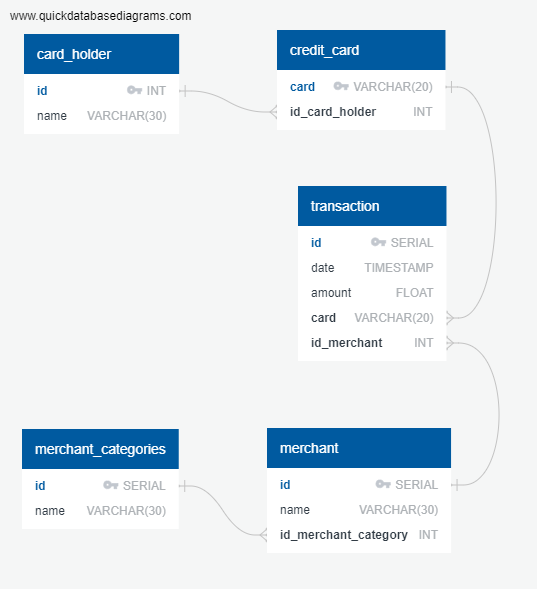 www.quickdatabasediagrams.com
card_holder
id INT
name VARCHAR(30)
credit_card
card VARCHAR(20)
id_card_holder INT
transaction
id SERIAL
date TIMESTAMP
amount FLOAT
card VARCHAR(20)
id_merchant INT
merchant_categories
id SERIAL
name VARCHAR(30)
merchant
id SERIAL
name VARCHAR(30)
id_merchant_category INT